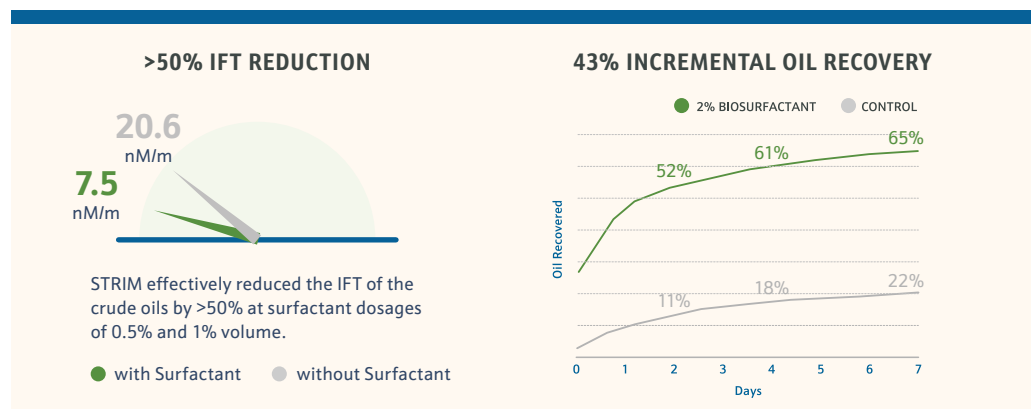 >50% IFT REDUCTION
20.6
nM/m
7.5
nM/m
STRIM effectively reduced the IFT of the
crude oils by >50% at surfactant dosages
of 0.5% and 1% volume.
with Surfactant
without Surfactant
43% INCREMENTAL OIL RECOVERY
2% BIOSURFACTANT
CONTROL
65%
61%
52%
22%
18%
11%
Oil Recovered
0 1 2 3 4 5 6 7
Days